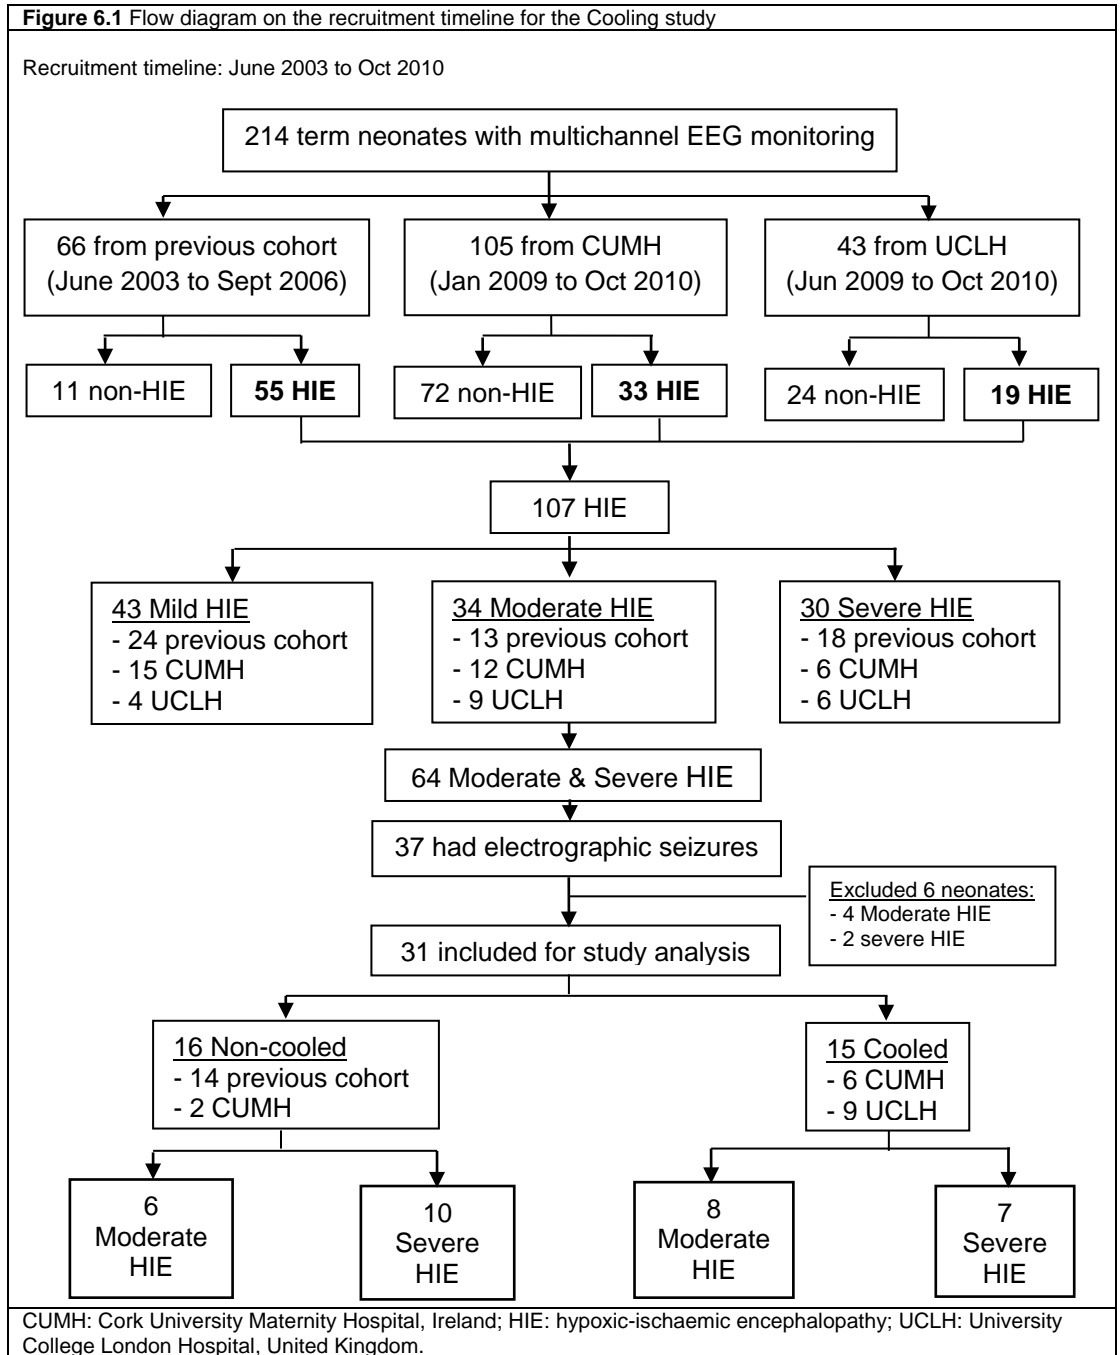 Figure 6.1 Flow diagram on the recruitment timeline for the Cooling study
Recruitment timeline: June 2003 to Oct 2010
214 term neonates with multichannel EEG monitoring
66 from previous cohort
(June 2003 to Sept 2006)
105 from CUMH
(Jan 2009 to Oct 2010)
43 from UCLH
(Jun 2009 to Oct 2010)
11 non-HIE
55 HIE
72 non-HIE
33 HIE
24 non-HIE
19 HIE
107 HIE
43 Mild HIE
- 24 previous cohort
- 15 CUMH
- 4 UCLH
34 Moderate HIE
- 13 previous cohort
- 12 CUMH
- 9 UCLH
30 Severe HIE
- 18 previous cohort
- 6 CUMH
- 6 UCLH
64 Moderate & Severe HIE
37 had electrographic seizures
Excluded 6 neonates:
- 4 Moderate HIE
- 2 severe HIE
31 included for study analysis
16 Non-cooled
- 14 previous cohort
- 2 CUMH
15 Cooled
- 6 CUMH
- 9 UCLH
6
Moderate
HIE
10
Severe
HIE
8
Moderate
HIE
7
Severe
HIE
CUMH: Cork University Maternity Hospital, Ireland; HIE: hypoxic-ischaemic encephalopathy; UCLH: University
College London Hospital, United Kingdom.